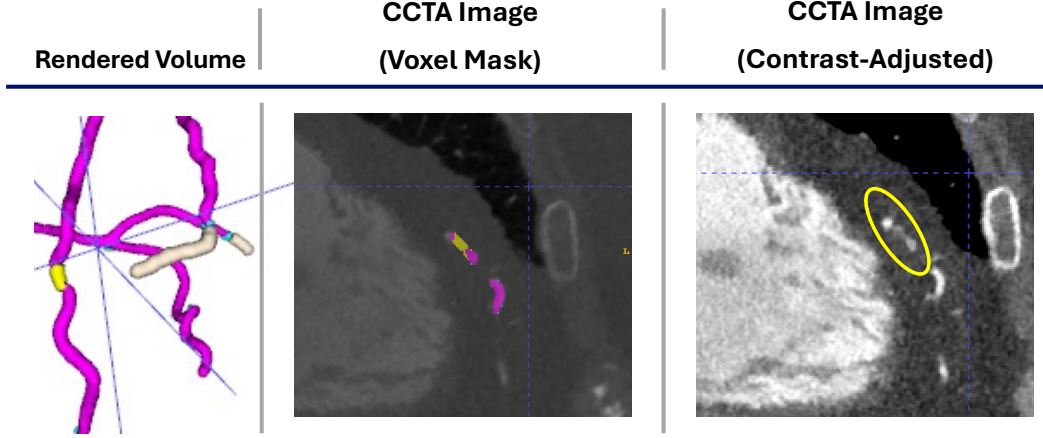 Rendered Volume
CCTA Image
(Voxel Mask)
CCTA Image
(Contrast-Adjusted)
L